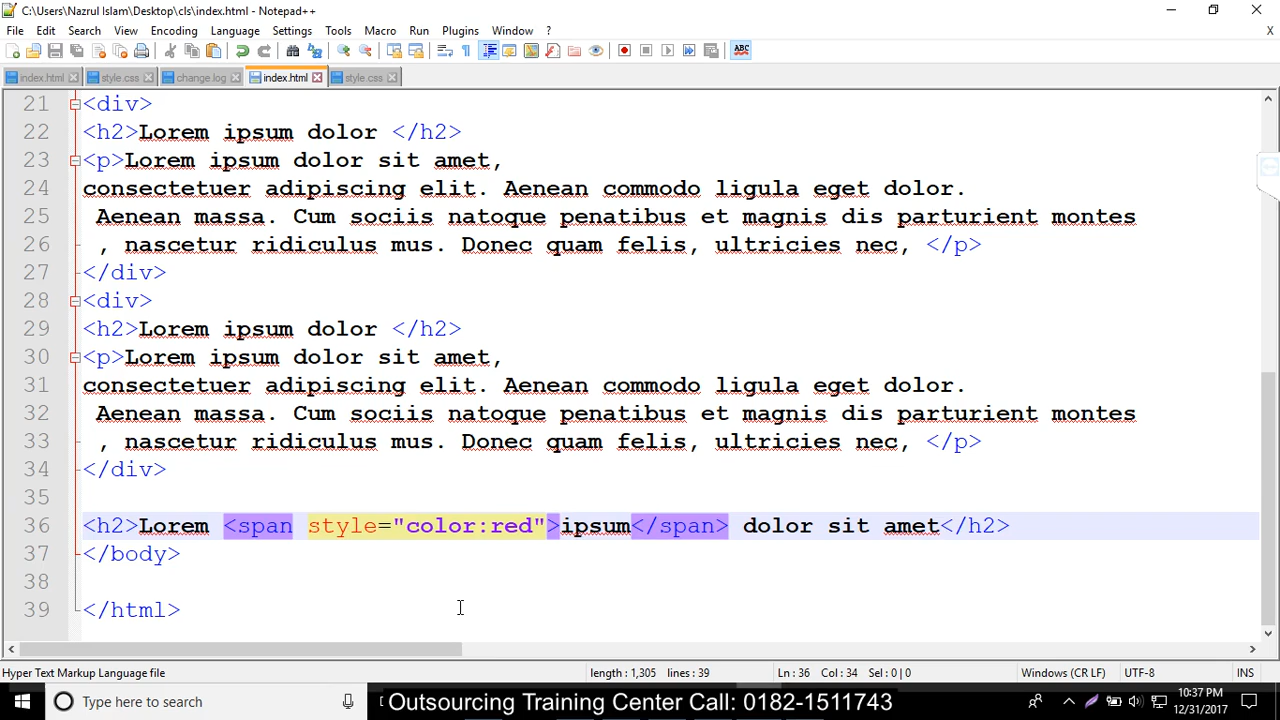 C:\Users\Nazrul Islam\Desktop\cls\index.html - Notepad++
File Edit Search View Encoding Language Settings Tools Macro Run Plugins Window ?
X
index.html style.css change.log index.html style.css
21 <div>
22 <h2>Lorem ipsum dolor </h2>
23 <p>Lorem ipsum dolor sit amet,
24 consectetuer adipiscing elit. Aenean commodo ligula eget dolor.
25 Aenean massa. Cum sociis natoque penatibus et magnis dis parturient montes
26 , nascetur ridiculus mus. Donec quam felis, ultricies nec, </p>
27 </div>
28 <div>
29 <h2>Lorem ipsum dolor </h2>
30 <p>Lorem ipsum dolor sit amet,
31 consectetuer adipiscing elit. Aenean commodo ligula eget dolor.
32 Aenean massa. Cum sociis natoque penatibus et magnis dis parturient montes
33 , nascetur ridiculus mus. Donec quam felis, ultricies nec, </p>
34 </div>
35
36 <h2>Lorem <span style="color:red">ipsum</span> dolor sit amet</h2>
37 </body>
38
39 </html>
Hyper Text Markup Language file length : 1,305 lines : 39 Ln : 36 Col : 34 Sel : 0 | 0 Windows (CR LF) UTF-8 INS
Type here to search Outsourcing Training Center Call: 0182-1511743 10:37 PM
12/31/2017